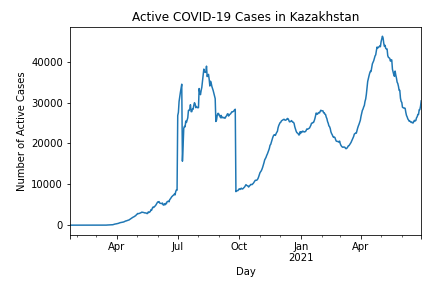 Active COVID-19 Cases in Kazakhstan
Number of Active Cases
40000
30000
20000
10000
0
Apr
Jul
Oct
Jan
2021
Apr
Day